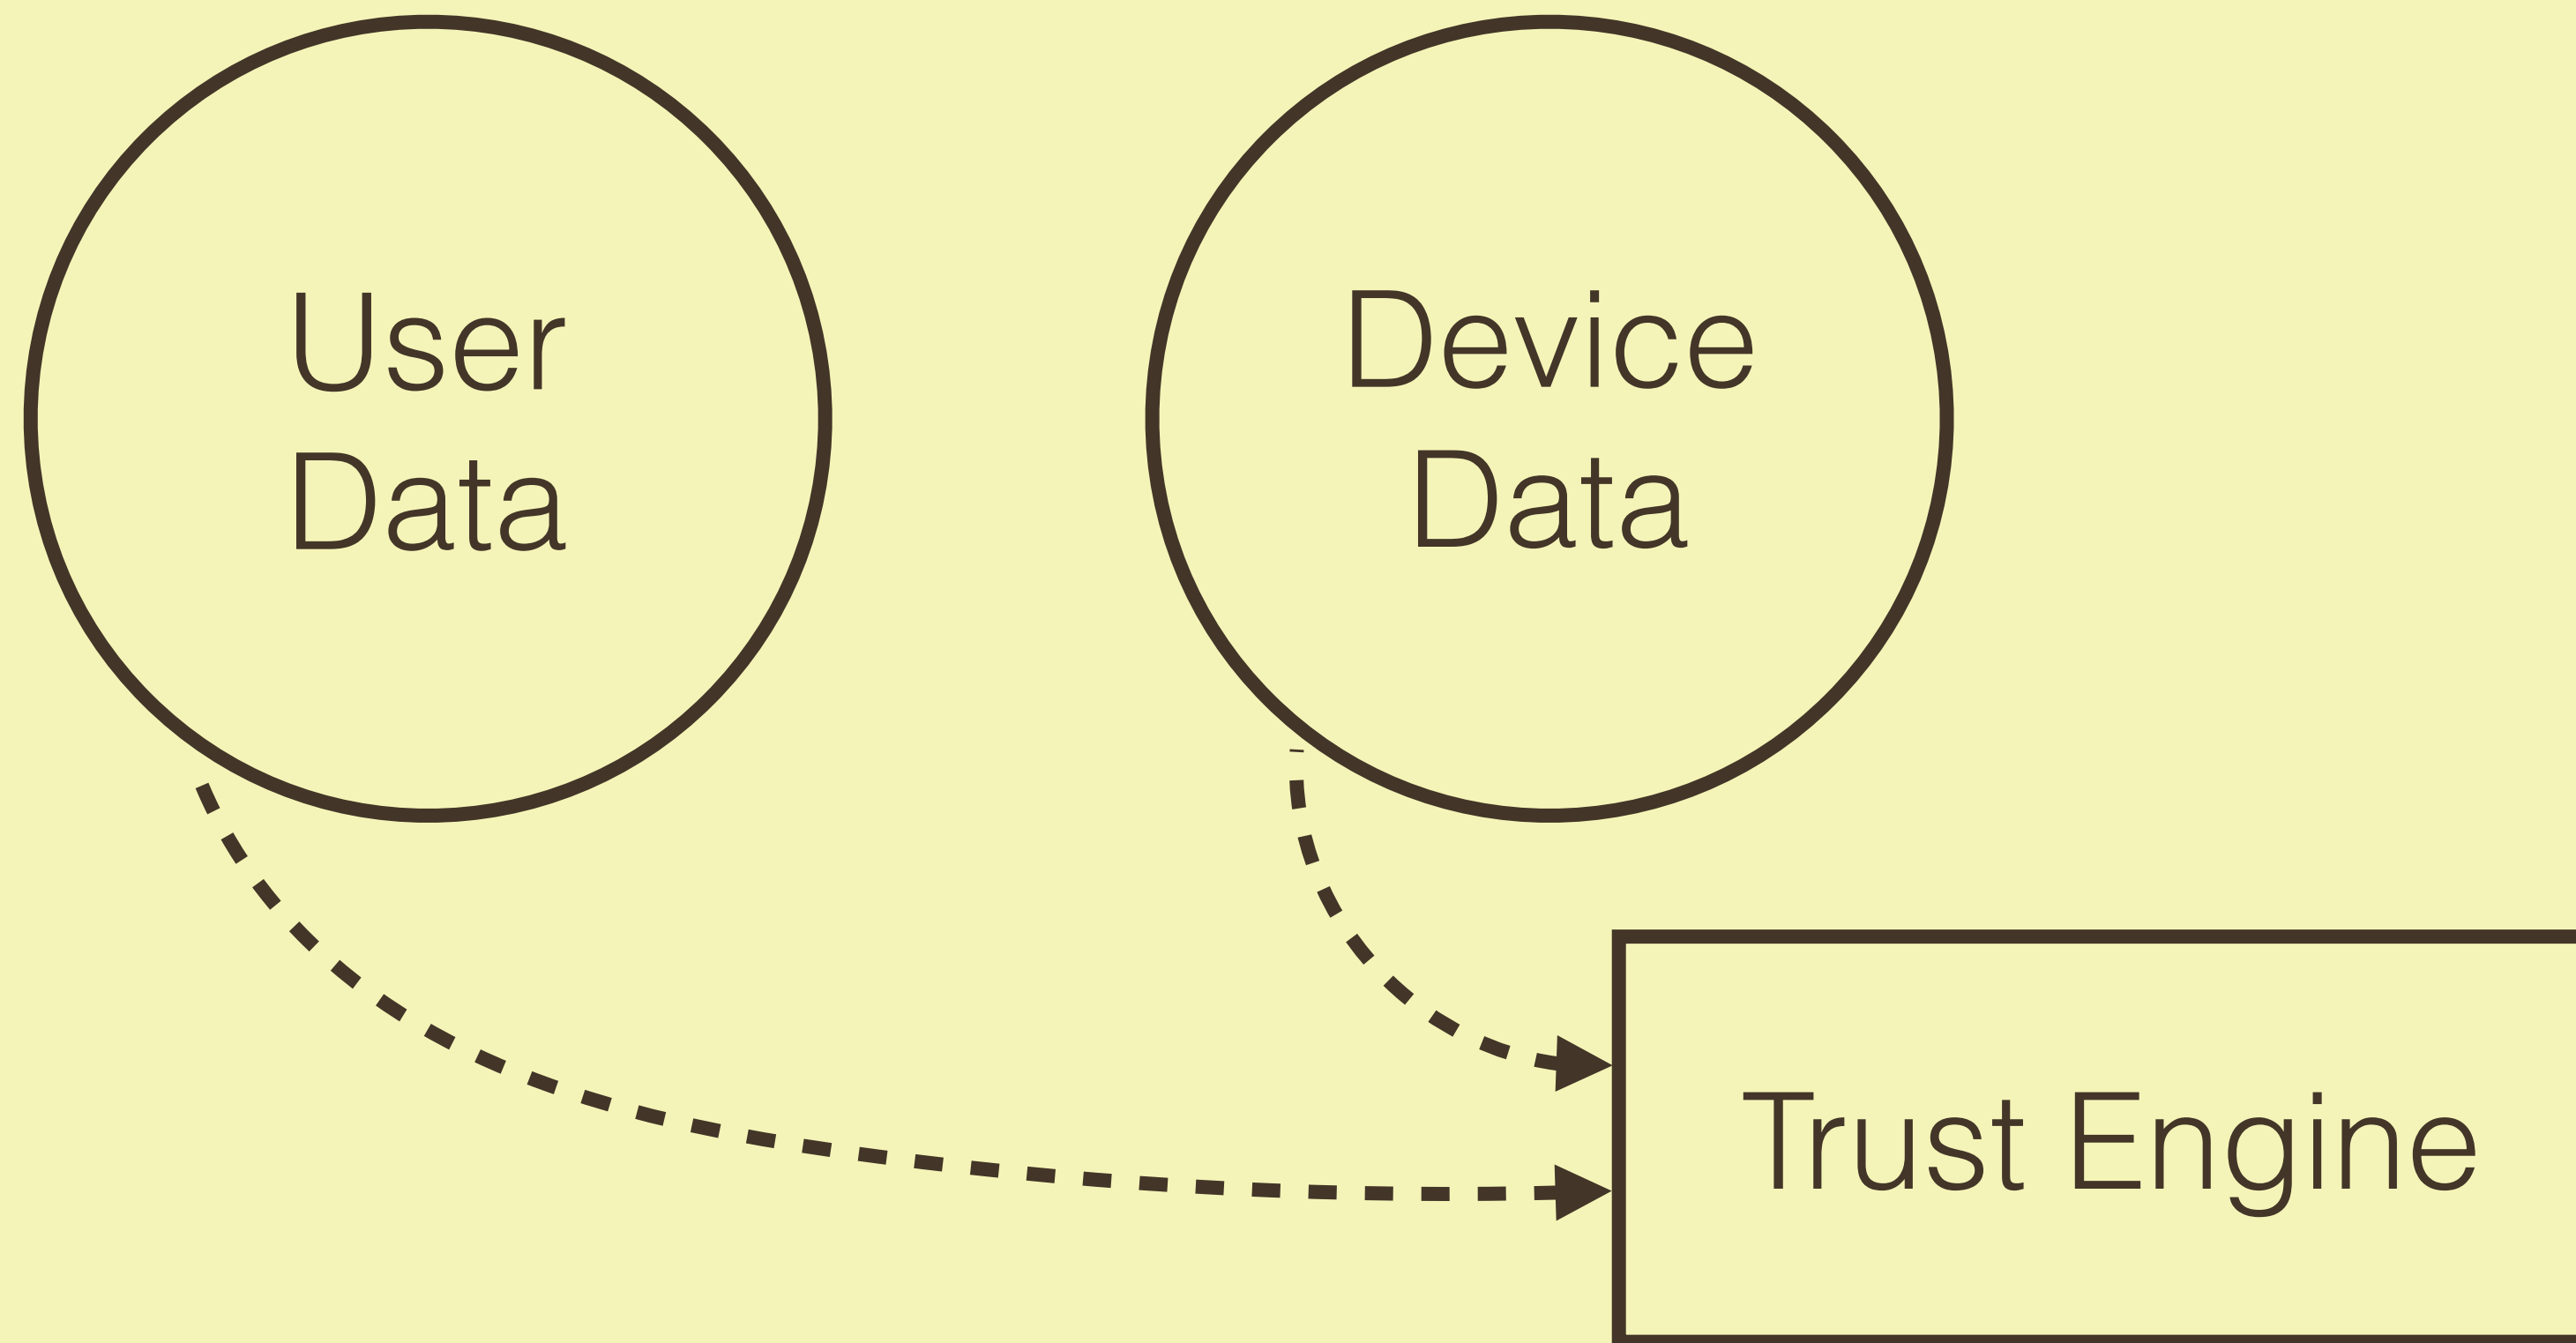 User
Data
Device
Data
Trust Engine